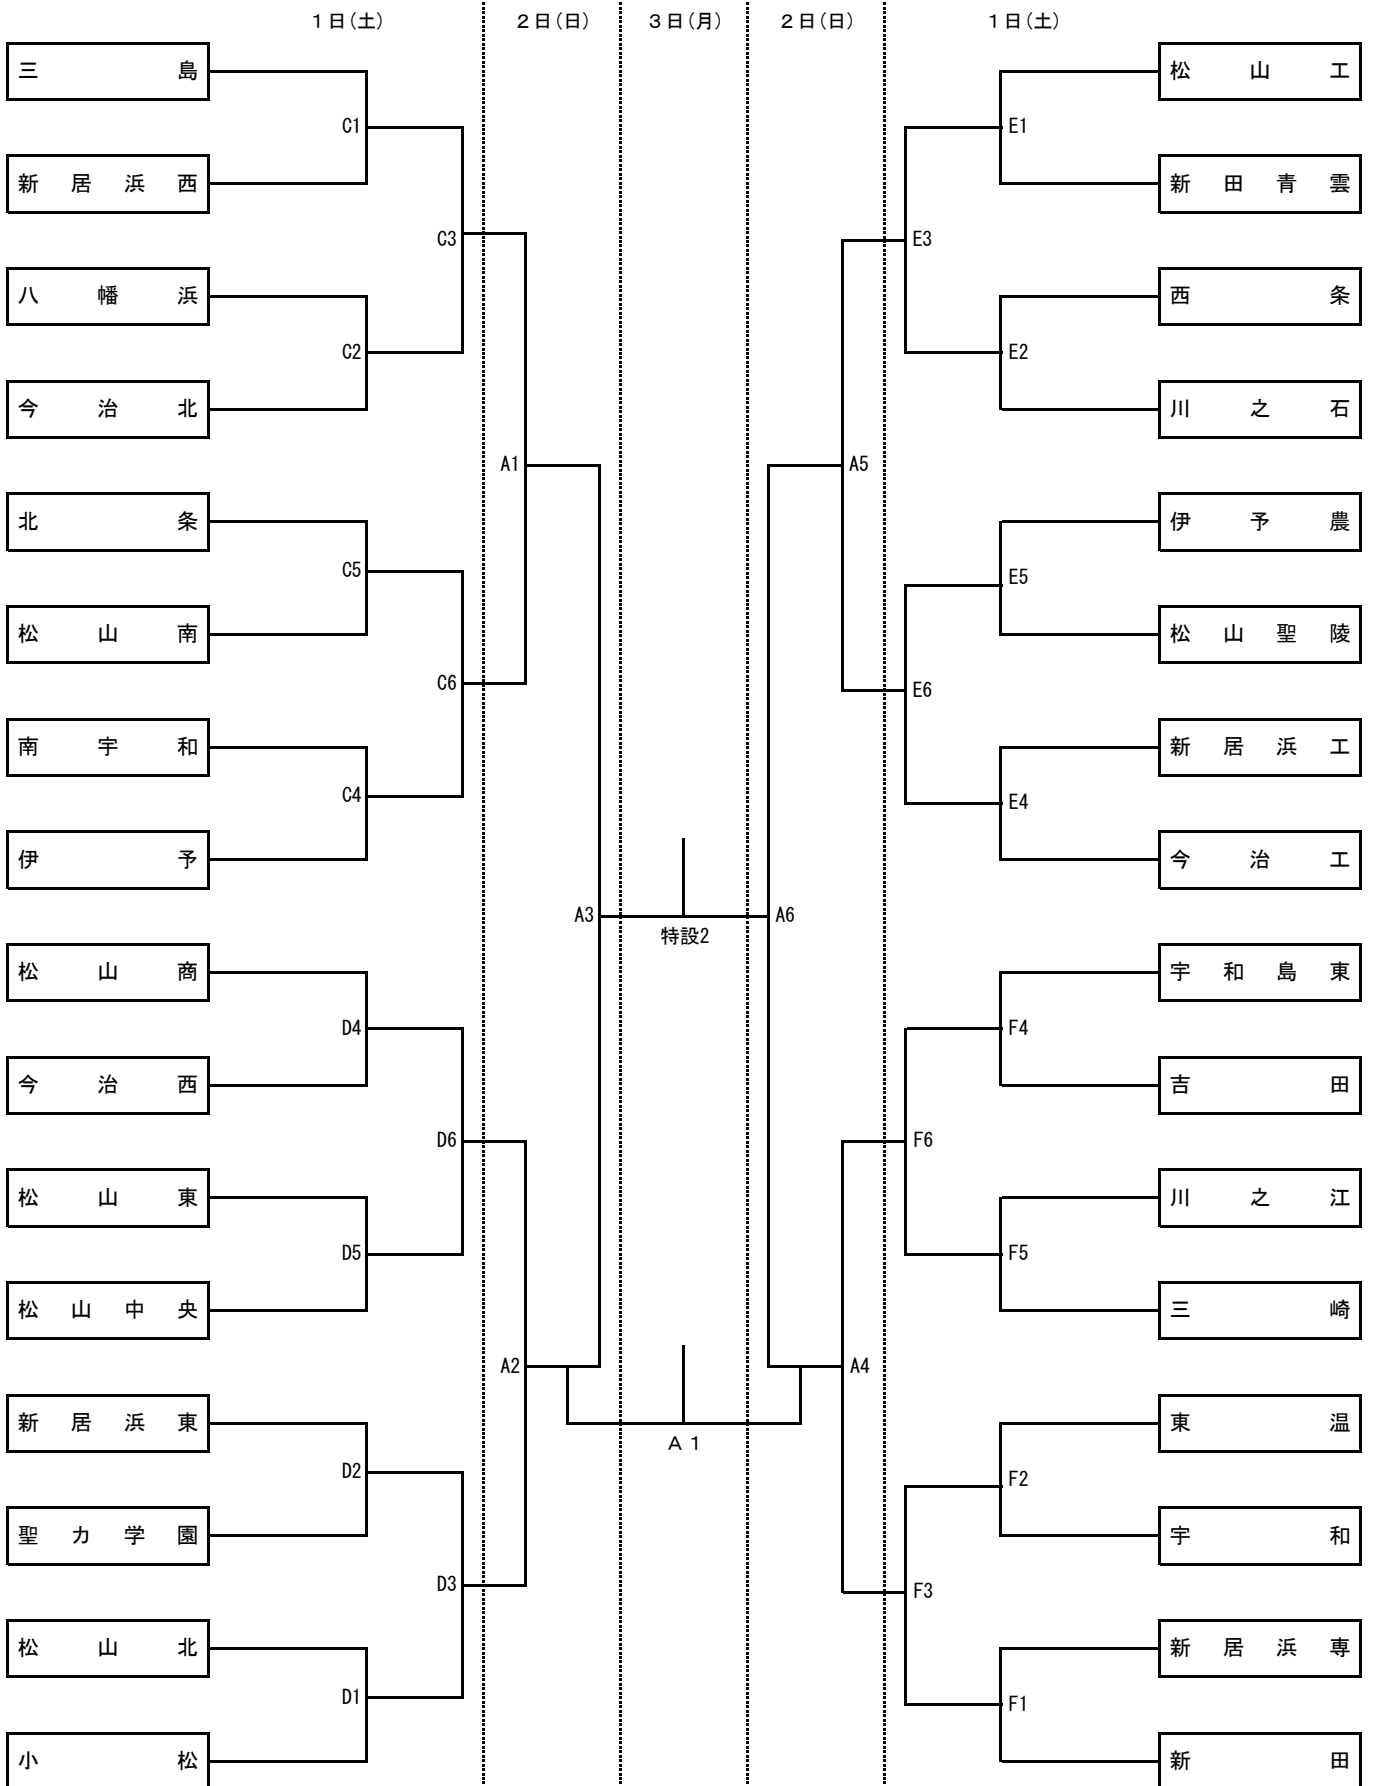 1日(土) 2日(日) 3日(月) 2日(日) 1日(土)
三島 松山工
C1 E1
新居浜西 新田青雲
C3 E3
八幡浜 西条
C2 E2
今治北 川之石
A1 A5
北条 伊予農
C5 E5
松山南 松山聖陵
C6 E6
南宇和 新居浜工
C4 E4
伊予 今治工
A3 A6
特設2
松山商 宇和島東
D4 F4
今治西 吉田
D6 F6
松山東 川之江
D5 F5
松山中央 三崎
A2 A4
新居浜東 東温
A1
D2 F2
聖カ学園 宇和
D3 F3
松山北 新居浜専
D1 F1
小松 新田